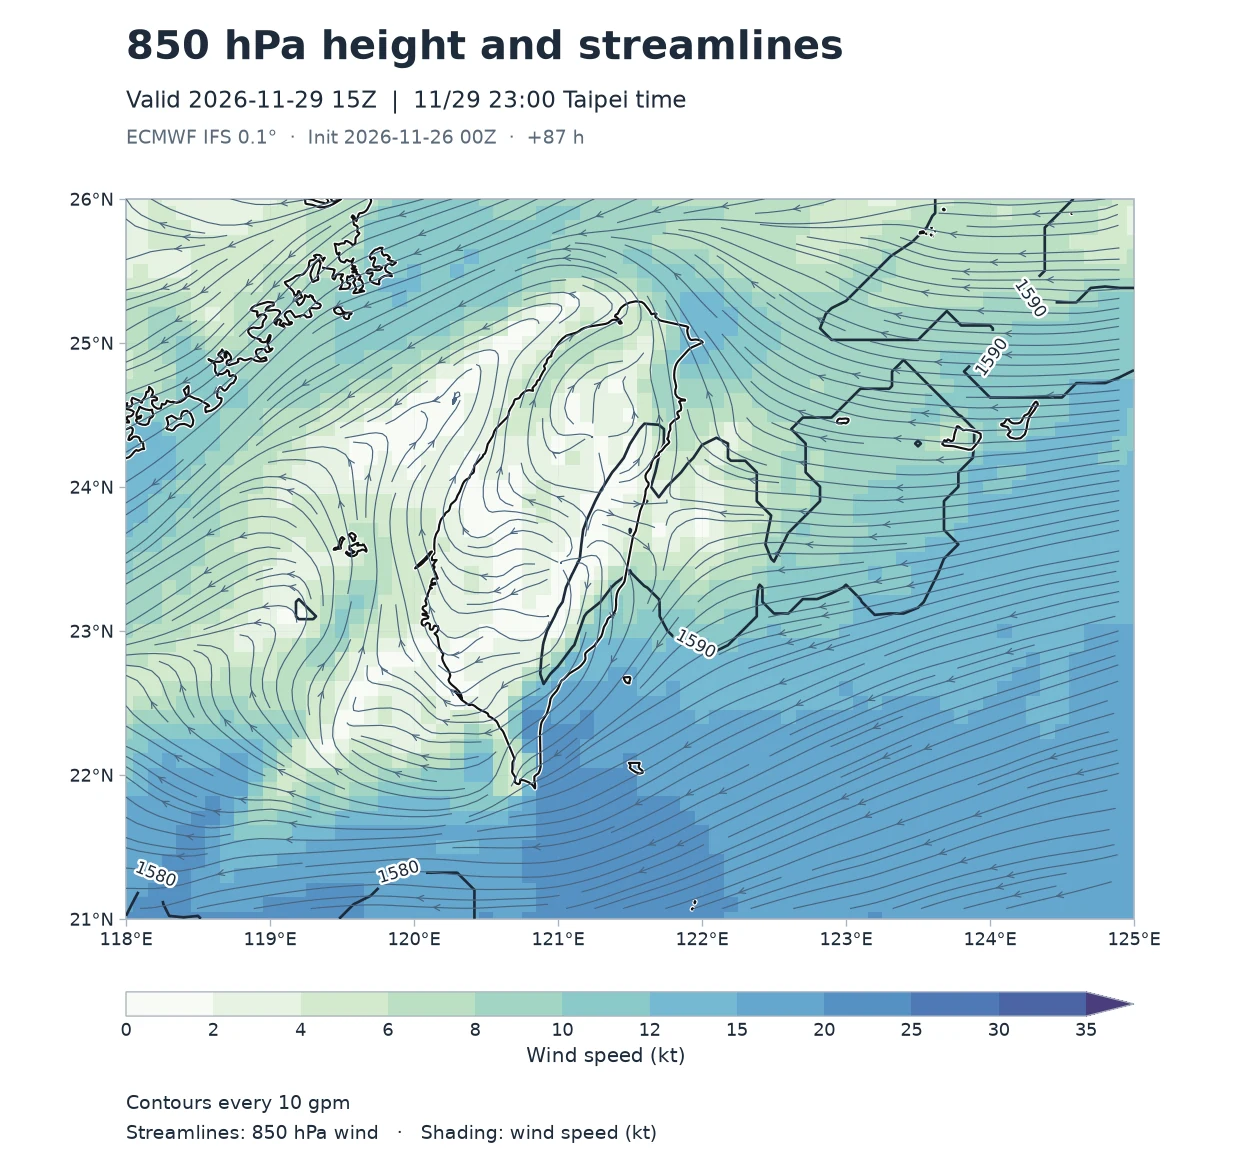 850 hPa height and streamlines
Valid 2026-11-29 15Z | 11/29 23:00 Taipei time
ECMWF IFS 0.1° · Init 2026-11-26 00Z · +87 h
26°N
25°N
24°N
23°N
22°N
21°N
1590
1590
1590
1580
1580
118°E 119°E 120°E 121°E 122°E 123°E 124°E 125°E
0 2 4 6 8 10 12 15 20 25 30 35
Wind speed (kt)
Contours every 10 gpm
Streamlines: 850 hPa wind · Shading: wind speed (kt)